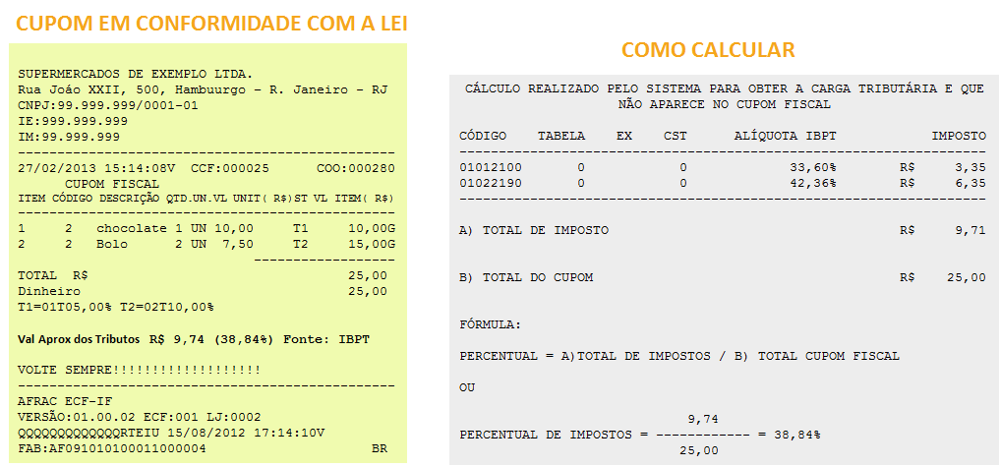 CUPOM EM CONFORMIDADE COM A LEI
SUPERMERCADOS DE EXEMPLO LTDA.
Rua Joáo XXII, 500, Hambuurgo - R. Janeiro - RJ
CNPJ:99.999.999/0001-01
IE:999.999.999
IM:99.999.999
27/02/2013 15:14:08V CCF:000025 COO:000280
CUPOM FISCAL
ITEM CÓDIGO DESCRIÇÃO QTD.UN.VL UNIT( R$)ST VL ITEM( R$)
1 2 chocolate 1 UN 10,00 T1 10,00G
2 2 Bolo 2 UN 7,50 T2 15,00G
TOTAL R$ 25,00
Dinheiro 25,00
T1=01T05,00% T2=02T10,00%
Val Aprox dos Tributos R$ 9,74 (38,84%) Fonte: IBPT
VOLTE SEMPRE!!!!!!!!!!!!!!!!!!!
AFRAC ECF-IF
VERSÃO:01.00.02 ECF:001 LJ:0002
QQQQQQQQQQQQQRTEIU 15/08/2012 17:14:10V
FAB:AF091010100011000004 BR
COMO CALCULAR
CÁLCULO REALIZADO PELO SISTEMA PARA OBTER A CARGA TRIBUTÁRIA E QUE
NÃO APARECE NO CUPOM FISCAL
CÓDIGO TABELA EX CST ALÍQUOTA IBPT IMPOSTO
01012100 0 0 33,60% R$ 3,35
01022190 0 0 42,36% R$ 6,35
A) TOTAL DE IMPOSTO R$ 9,71
B) TOTAL DO CUPOM R$ 25,00
FÓRMULA:
PERCENTUAL = A)TOTAL DE IMPOSTOS / B) TOTAL CUPOM FISCAL
OU
9,74
PERCENTUAL DE IMPOSTOS = ------------ = 38,84%
25,00